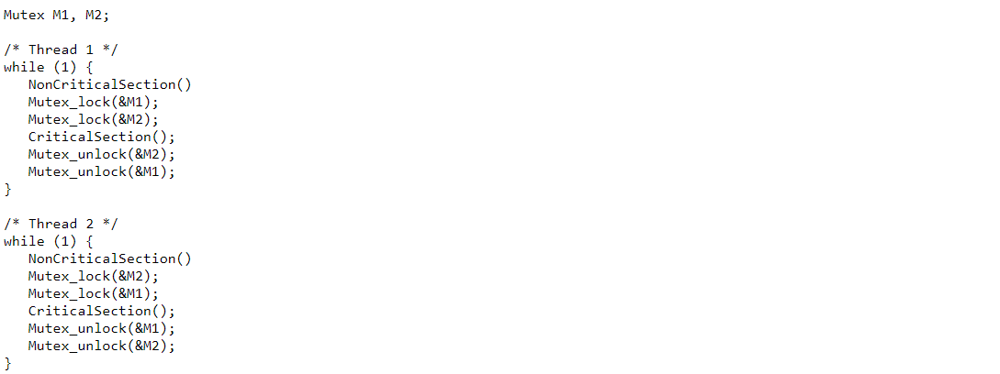 Mutex M1, M2;

/* Thread 1 */
while (1) {
   NonCriticalSection()
   Mutex_lock(&M1);
   Mutex_lock(&M2);
   CriticalSection();
   Mutex_unlock(&M2);
   Mutex_unlock(&M1);
}

/* Thread 2 */
while (1) {
   NonCriticalSection()
   Mutex_lock(&M2);
   Mutex_lock(&M1);
   CriticalSection();
   Mutex_unlock(&M1);
   Mutex_unlock(&M2);
}